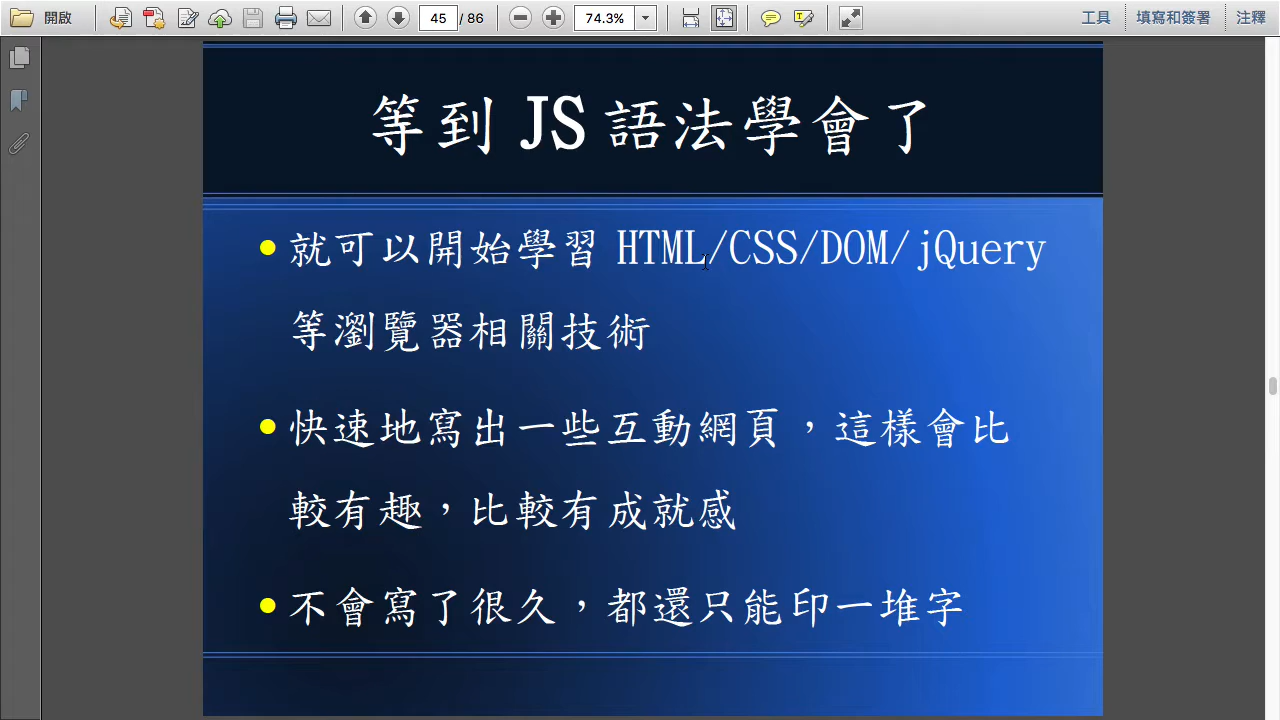 開啟
45 / 86
74.3%
工具
填寫和簽署
注釋
等到 JS 語法學會了
就可以開始學習 HTML/CSS/DOM/jQuery
等瀏覽器相關技術
快速地寫出一些互動網頁，這樣會比
較有趣，比較有成就感
不會寫了很久，都還只能印一堆字